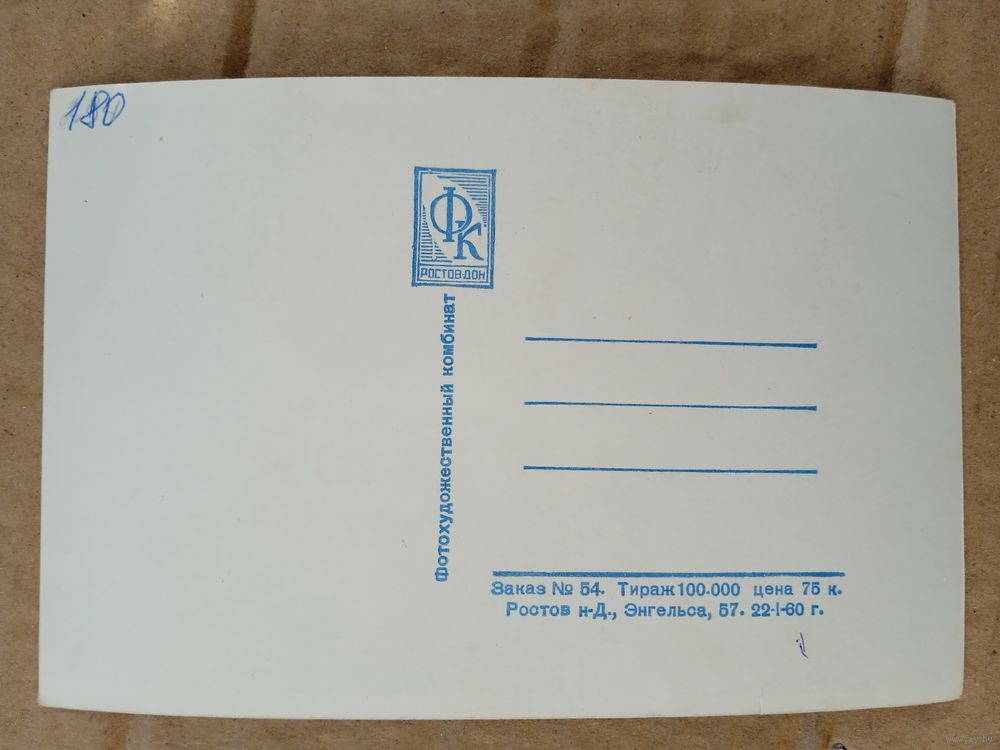 180
ФК
РОСТОВ-ДОН
Фотохудожественный комбинат
Заказ № 54. Тираж 100.000 цена 75 к.
Ростов н-Д., Энгельса, 57. 22-I-60 г.